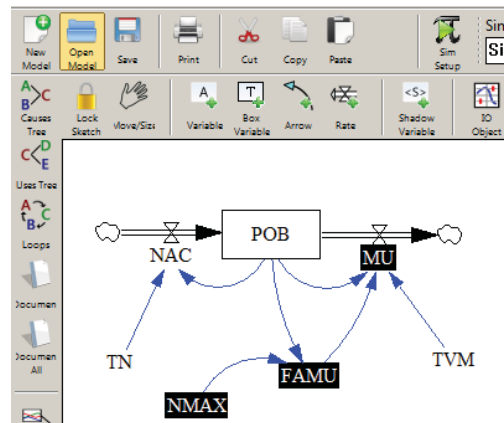 Sim
New Model
Open Model
Save
Print
Cut
Copy
Paste
Sim Setup
Si
A B C
Causes Tree
Lock Sketch
Move/Size
A
Variable
T
Box Variable
Arrow
Rate
<S>
Shadow Variable
IO Object
C D E
Uses Tree
A C B
Loops
Documen
Documen All
POB
NAC
MU
TN
TVM
FAMU
NMAX